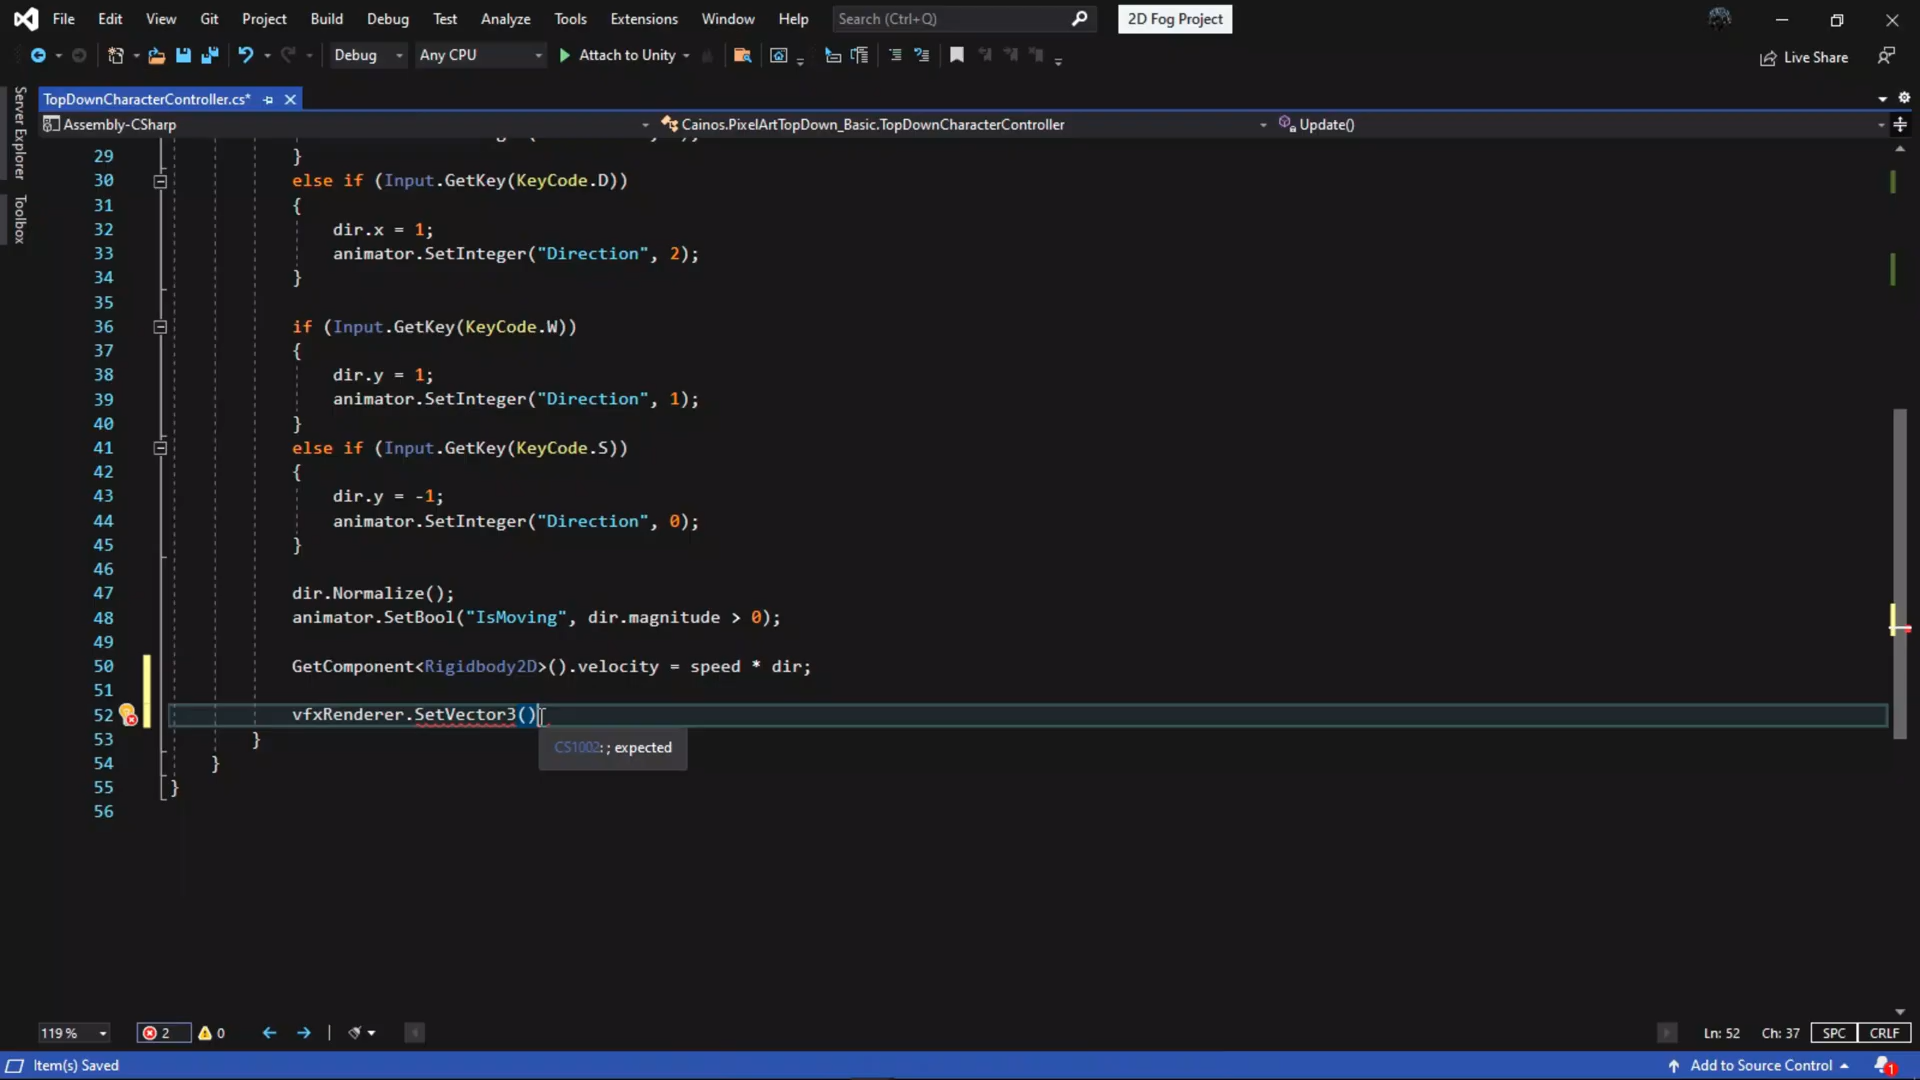 File Edit View Git Project Build Debug Test Analyze Tools Extensions Window Help Search (Ctrl+Q) 2D Fog Project
Debug Any CPU Attach to Unity Live Share
Server Explorer
Toolbox
TopDownCharacterController.cs*
Assembly-CSharp Cainos.PixelArtTopDown_Basic.TopDownCharacterController Update()
29 }
30 else if (Input.GetKey(KeyCode.D))
31 {
32 dir.x = 1;
33 animator.SetInteger("Direction", 2);
34 }
35
36 if (Input.GetKey(KeyCode.W))
37 {
38 dir.y = 1;
39 animator.SetInteger("Direction", 1);
40 }
41 else if (Input.GetKey(KeyCode.S))
42 {
43 dir.y = -1;
44 animator.SetInteger("Direction", 0);
45 }
46
47 dir.Normalize();
48 animator.SetBool("IsMoving", dir.magnitude > 0);
49
50 GetComponent<Rigidbody2D>().velocity = speed * dir;
51
52 vfxRenderer.SetVector3()
53 }
CS1002: ; expected
54 }
55 }
56
119 % 2 0 Ln: 52 Ch: 37 SPC CRLF
Item(s) Saved Add to Source Control 1